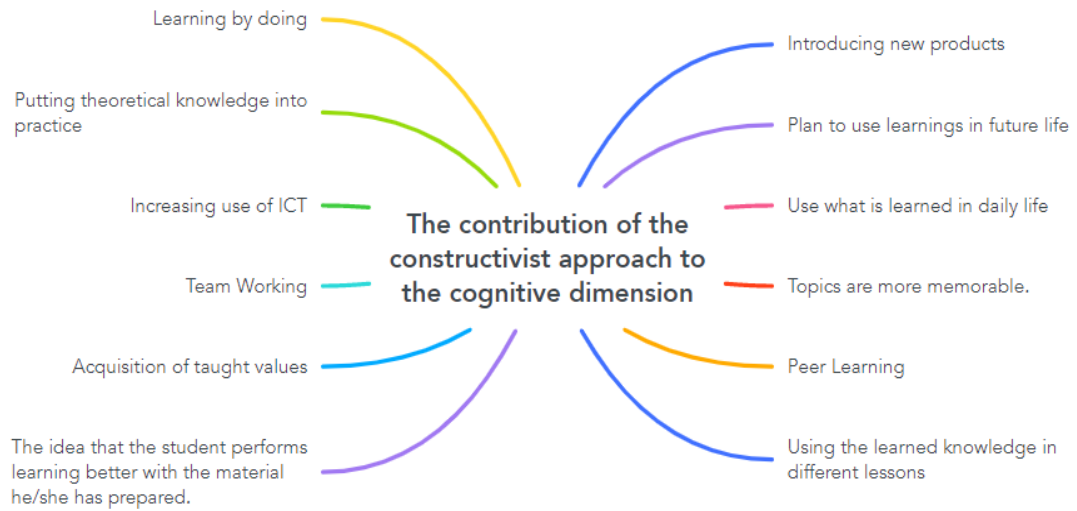 Learning by doing
Putting theoretical knowledge into
practice
Increasing use of ICT
Team Working
Acquisition of taught values
The idea that the student performs
learning better with the material
he/she has prepared.
The contribution of the
constructivist approach to
the cognitive dimension
Introducing new products
Plan to use learnings in future life
Use what is learned in daily life
Topics are more memorable.
Peer Learning
Using the learned knowledge in
different lessons